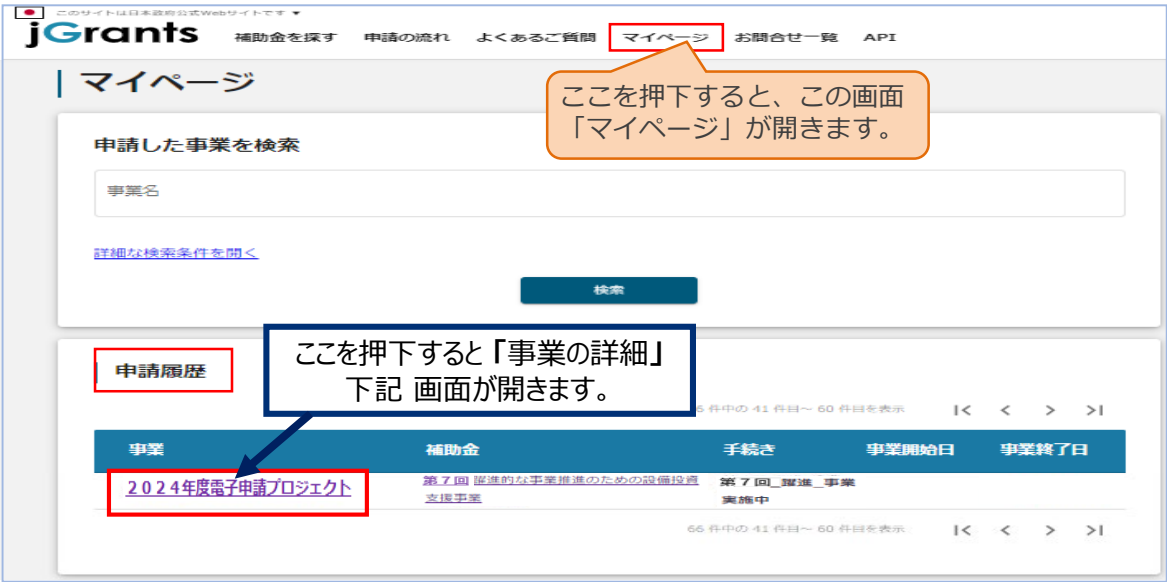 このサイトは日本政府公式Webサイトです ▼
jGrants 補助金を探す 申請の流れ よくあるご質問 マイページ お問合せ一覧 API
マイページ
ここを押下すると、この画面
「マイページ」が開きます。
申請した事業を検索
事業名
詳細な検索条件を開く
検索
ここを押下すると「事業の詳細」
下記 画面が開きます。
申請履歴
6 件中の 41 件目～ 60 件目を表示 |< < > >|
事業 補助金 手続き 事業開始日 事業終了日
２０２４年度電子申請プロジェクト 第７回 躍進的な事業推進のための設備投資 第７回_躍進_事業
支援事業 実施中
66 件中の 41 件目～ 60 件目を表示 |< < > >|